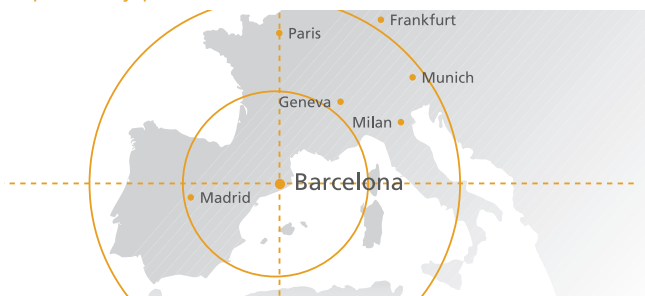 Frankfurt
Paris
Munich
Geneva
Milan
Barcelona
Madrid